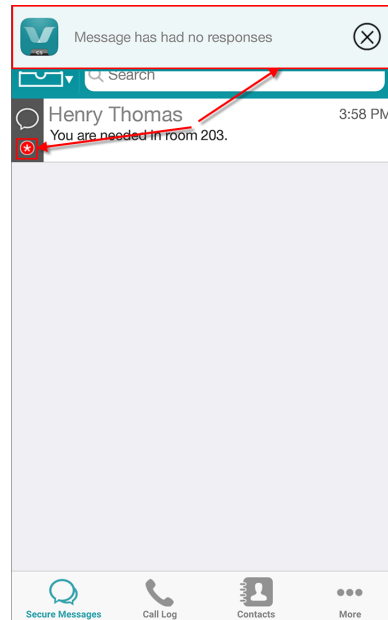 Message has had no responses
Search
Henry Thomas
3:58 PM
You are needed in room 203.
Secure Messages
Call Log
Contacts
More